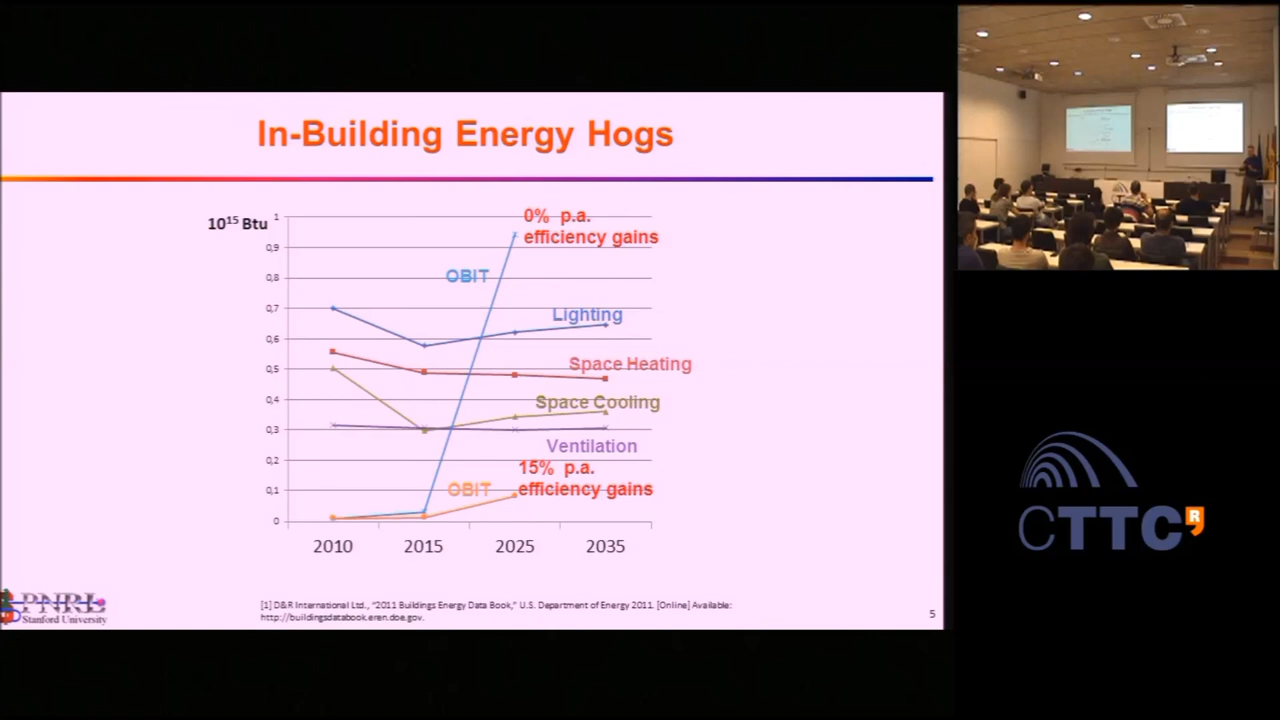 In-Building Energy Hogs
10¹⁵ Btu
1
0,9
0,8
0,7
0,6
0,5
0,4
0,3
0,2
0,1
0
0% p.a.
efficiency gains
OBIT
Lighting
Space Heating
Space Cooling
Ventilation
15% p.a.
efficiency gains
OBIT
2010 2015 2025 2035
PNRL
Stanford University
[1] D&R International Ltd., "2011 Buildings Energy Data Book," U.S. Department of Energy 2011. [Online] Available:
http://buildingsdatabook.eren.doe.gov.
5
CTTC R